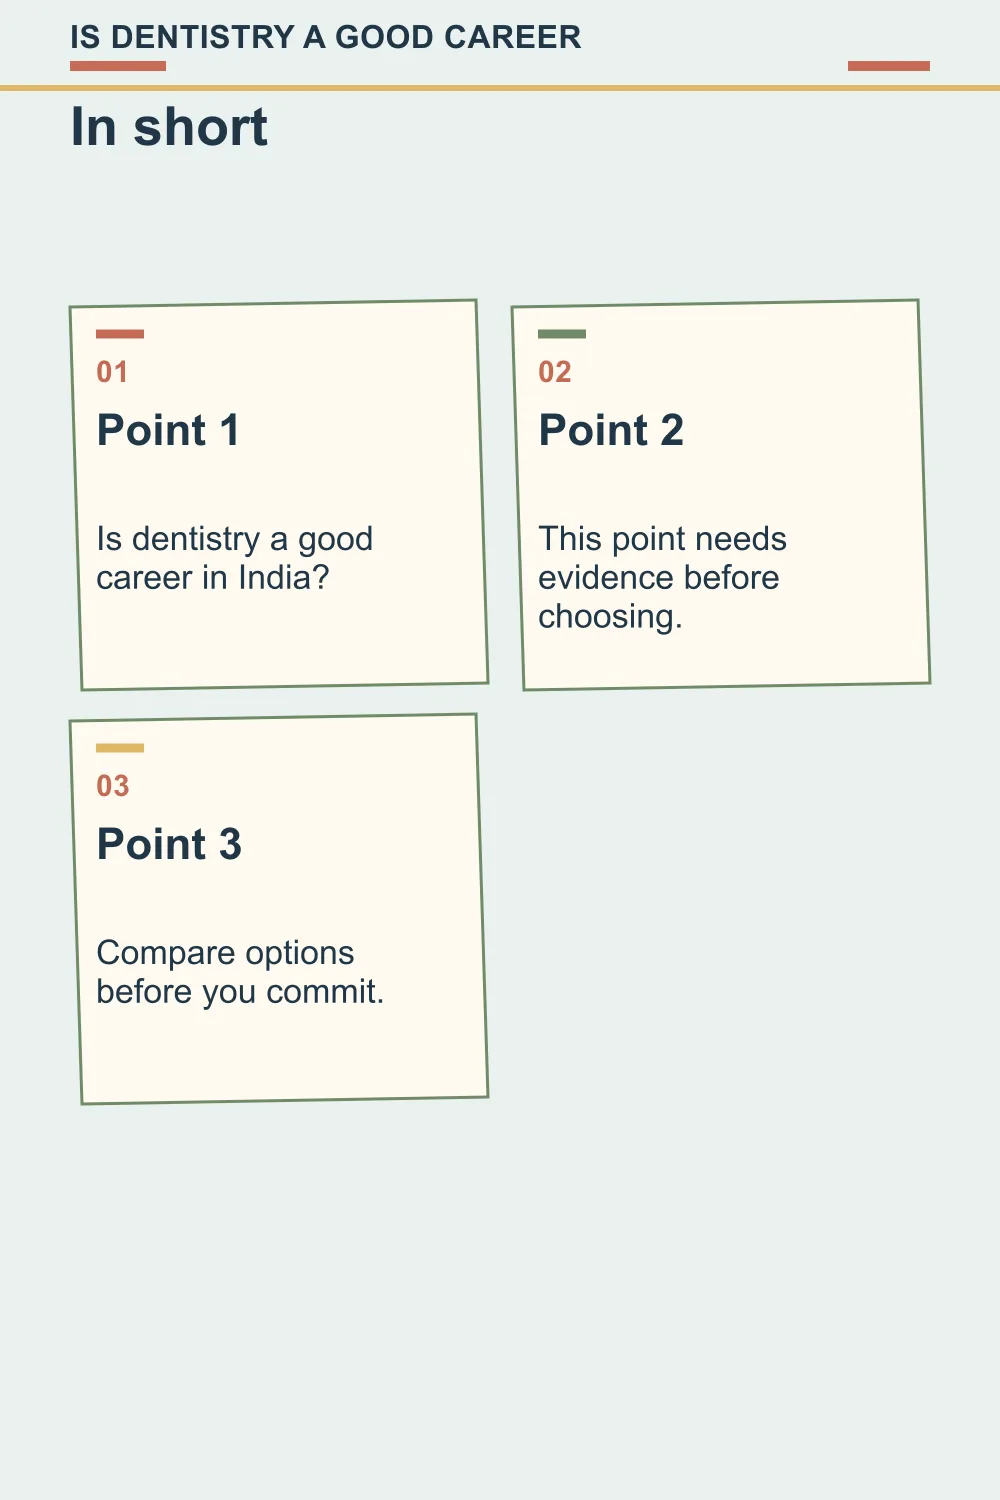 IS DENTISTRY A GOOD CAREER
In short
01
Point 1
Is dentistry a good
career in India?
02
Point 2
This point needs
evidence before
choosing.
03
Point 3
Compare options
before you commit.